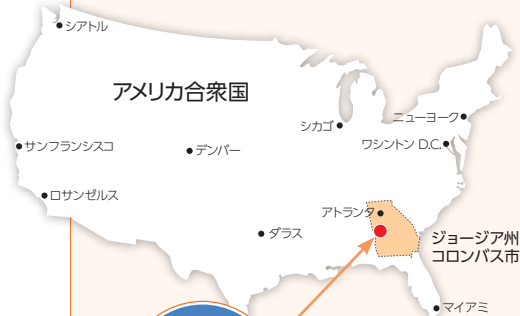 シアトル
アメリカ合衆国
シカゴ
ニューヨーク
ワシントン D.C.
サンフランシスコ
デンバー
ロサンゼルス
アトランタ
ダラス
ジョージア州
コロンバス市
マイアミ